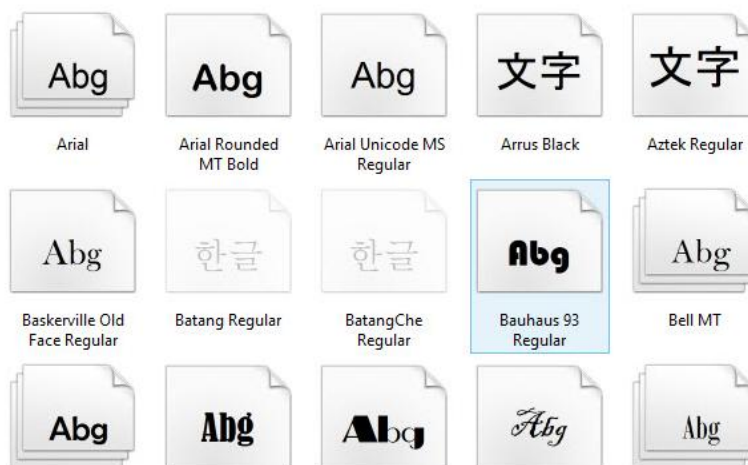 Abg
Abg
Abg
文字
文字
Arial
Arial Rounded
MT Bold
Arial Unicode MS
Regular
Arrus Black
Aztek Regular
Abg
한글
한글
Abg
Abg
Baskerville Old
Face Regular
Batang Regular
BatangChe
Regular
Bauhaus 93
Regular
Bell MT
Abg
Abg
Abg
Abg
Abg